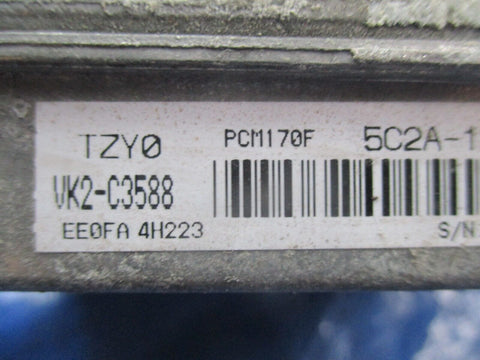 TZY0 PCM170F 5C2A-1
VK2-C3588
EE0FA 4H223 S/N